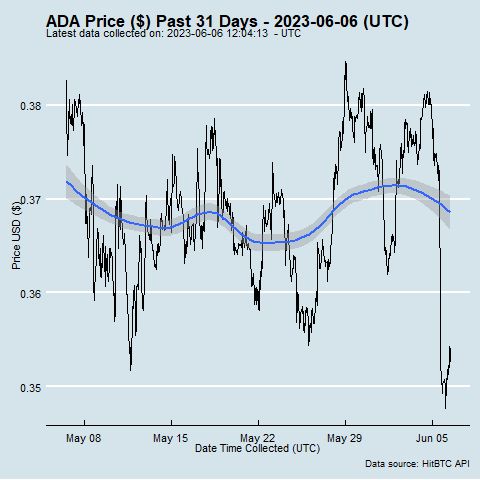 ADA Price ($) Past 31 Days - 2023-06-06 (UTC)
Latest data collected on: 2023-06-06 12:04:13 - UTC
Price USD ($)
0.38
0.37
0.36
0.35
May 08 May 15 May 22 May 29 Jun 05
Date Time Collected (UTC)
Data source: HitBTC API